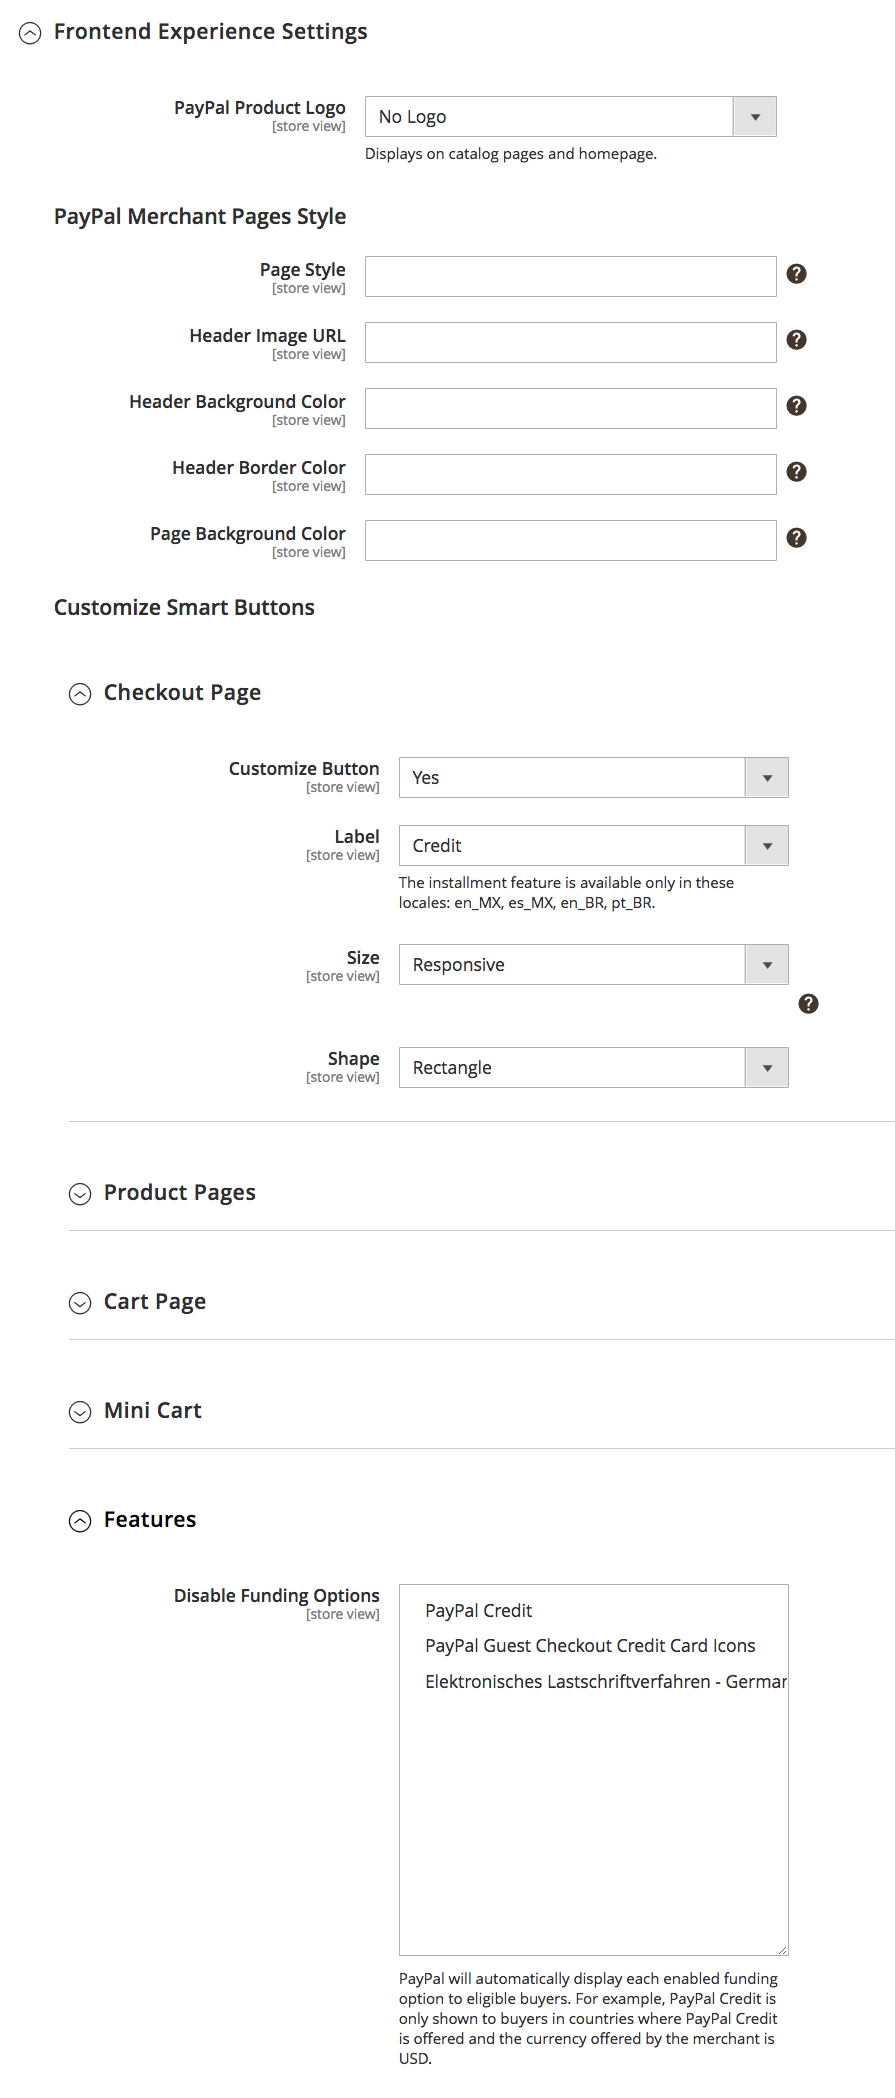 Frontend Experience Settings
PayPal Product Logo
[store view]
No Logo
Displays on catalog pages and homepage.
PayPal Merchant Pages Style
Page Style
[store view]
Header Image URL
[store view]
Header Background Color
[store view]
Header Border Color
[store view]
Page Background Color
[store view]
Customize Smart Buttons
Checkout Page
Customize Button
[store view]
Yes
Label
[store view]
Credit
The installment feature is available only in these
locales: en_MX, es_MX, en_BR, pt_BR.
Size
[store view]
Responsive
Shape
[store view]
Rectangle
Product Pages
Cart Page
Mini Cart
Features
Disable Funding Options
[store view]
PayPal Credit
PayPal Guest Checkout Credit Card Icons
Elektronisches Lastschriftverfahren - German
PayPal will automatically display each enabled funding
option to eligible buyers. For example, PayPal Credit is
only shown to buyers in countries where PayPal Credit
is offered and the currency offered by the merchant is
USD.